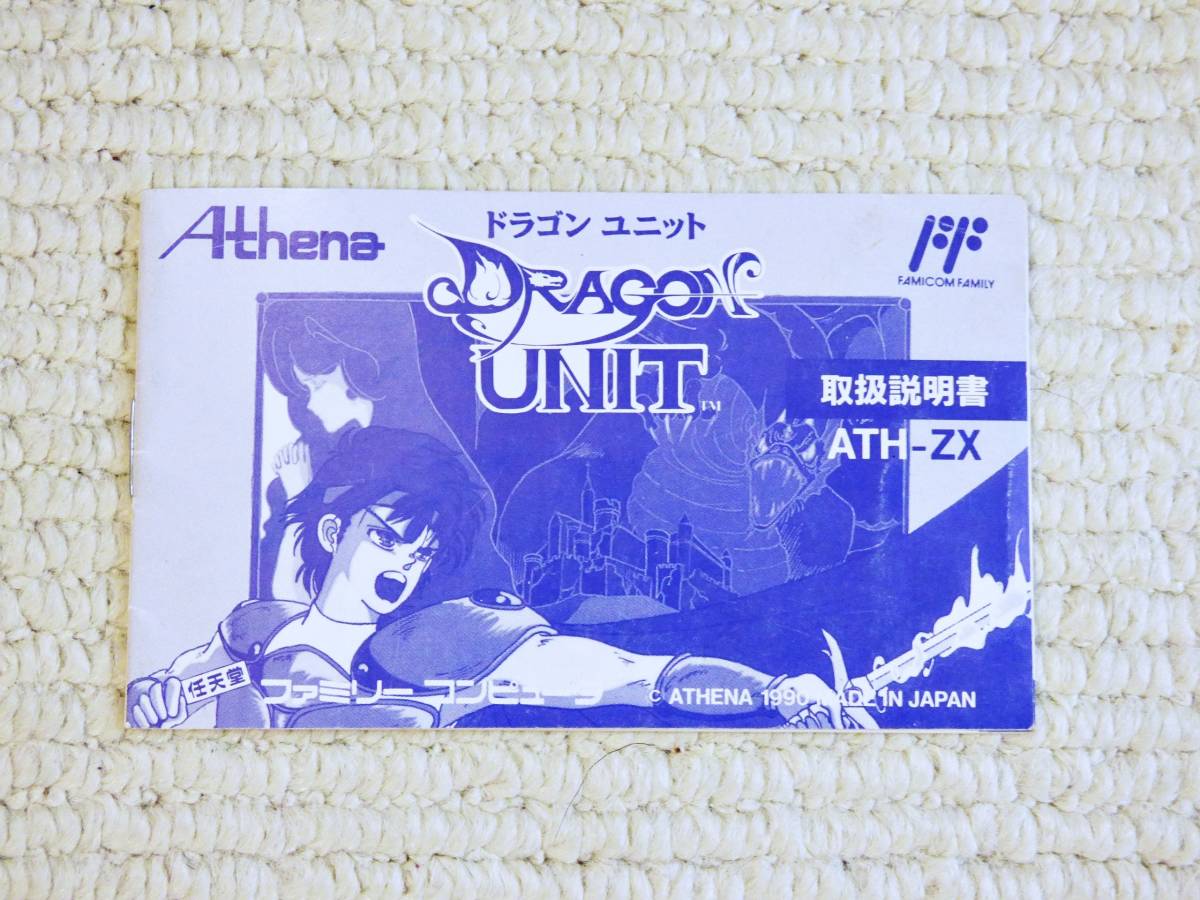 Athena
ドラゴン ユニット
DRAGON
UNIT TM
FAMICOM FAMILY
取扱説明書
ATH-ZX
任天堂 ファミリー コンピュータ
© ATHENA 1990 MADE IN JAPAN